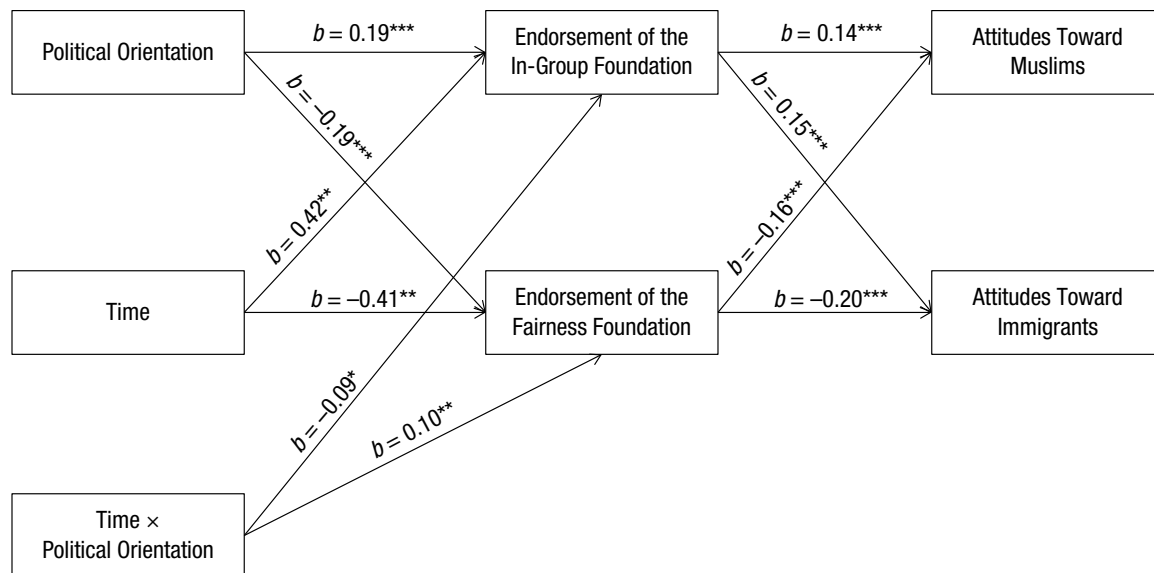 Political Orientation
b = 0.19***
Endorsement of the
In-Group Foundation
b = 0.14***
Attitudes Toward
Muslims
b = –0.19***
b = 0.15***
b = 0.42**
b = –0.16***
Time
b = –0.41**
Endorsement of the
Fairness Foundation
b = –0.20***
Attitudes Toward
Immigrants
b = –0.09*
b = 0.10**
Time ×
Political Orientation